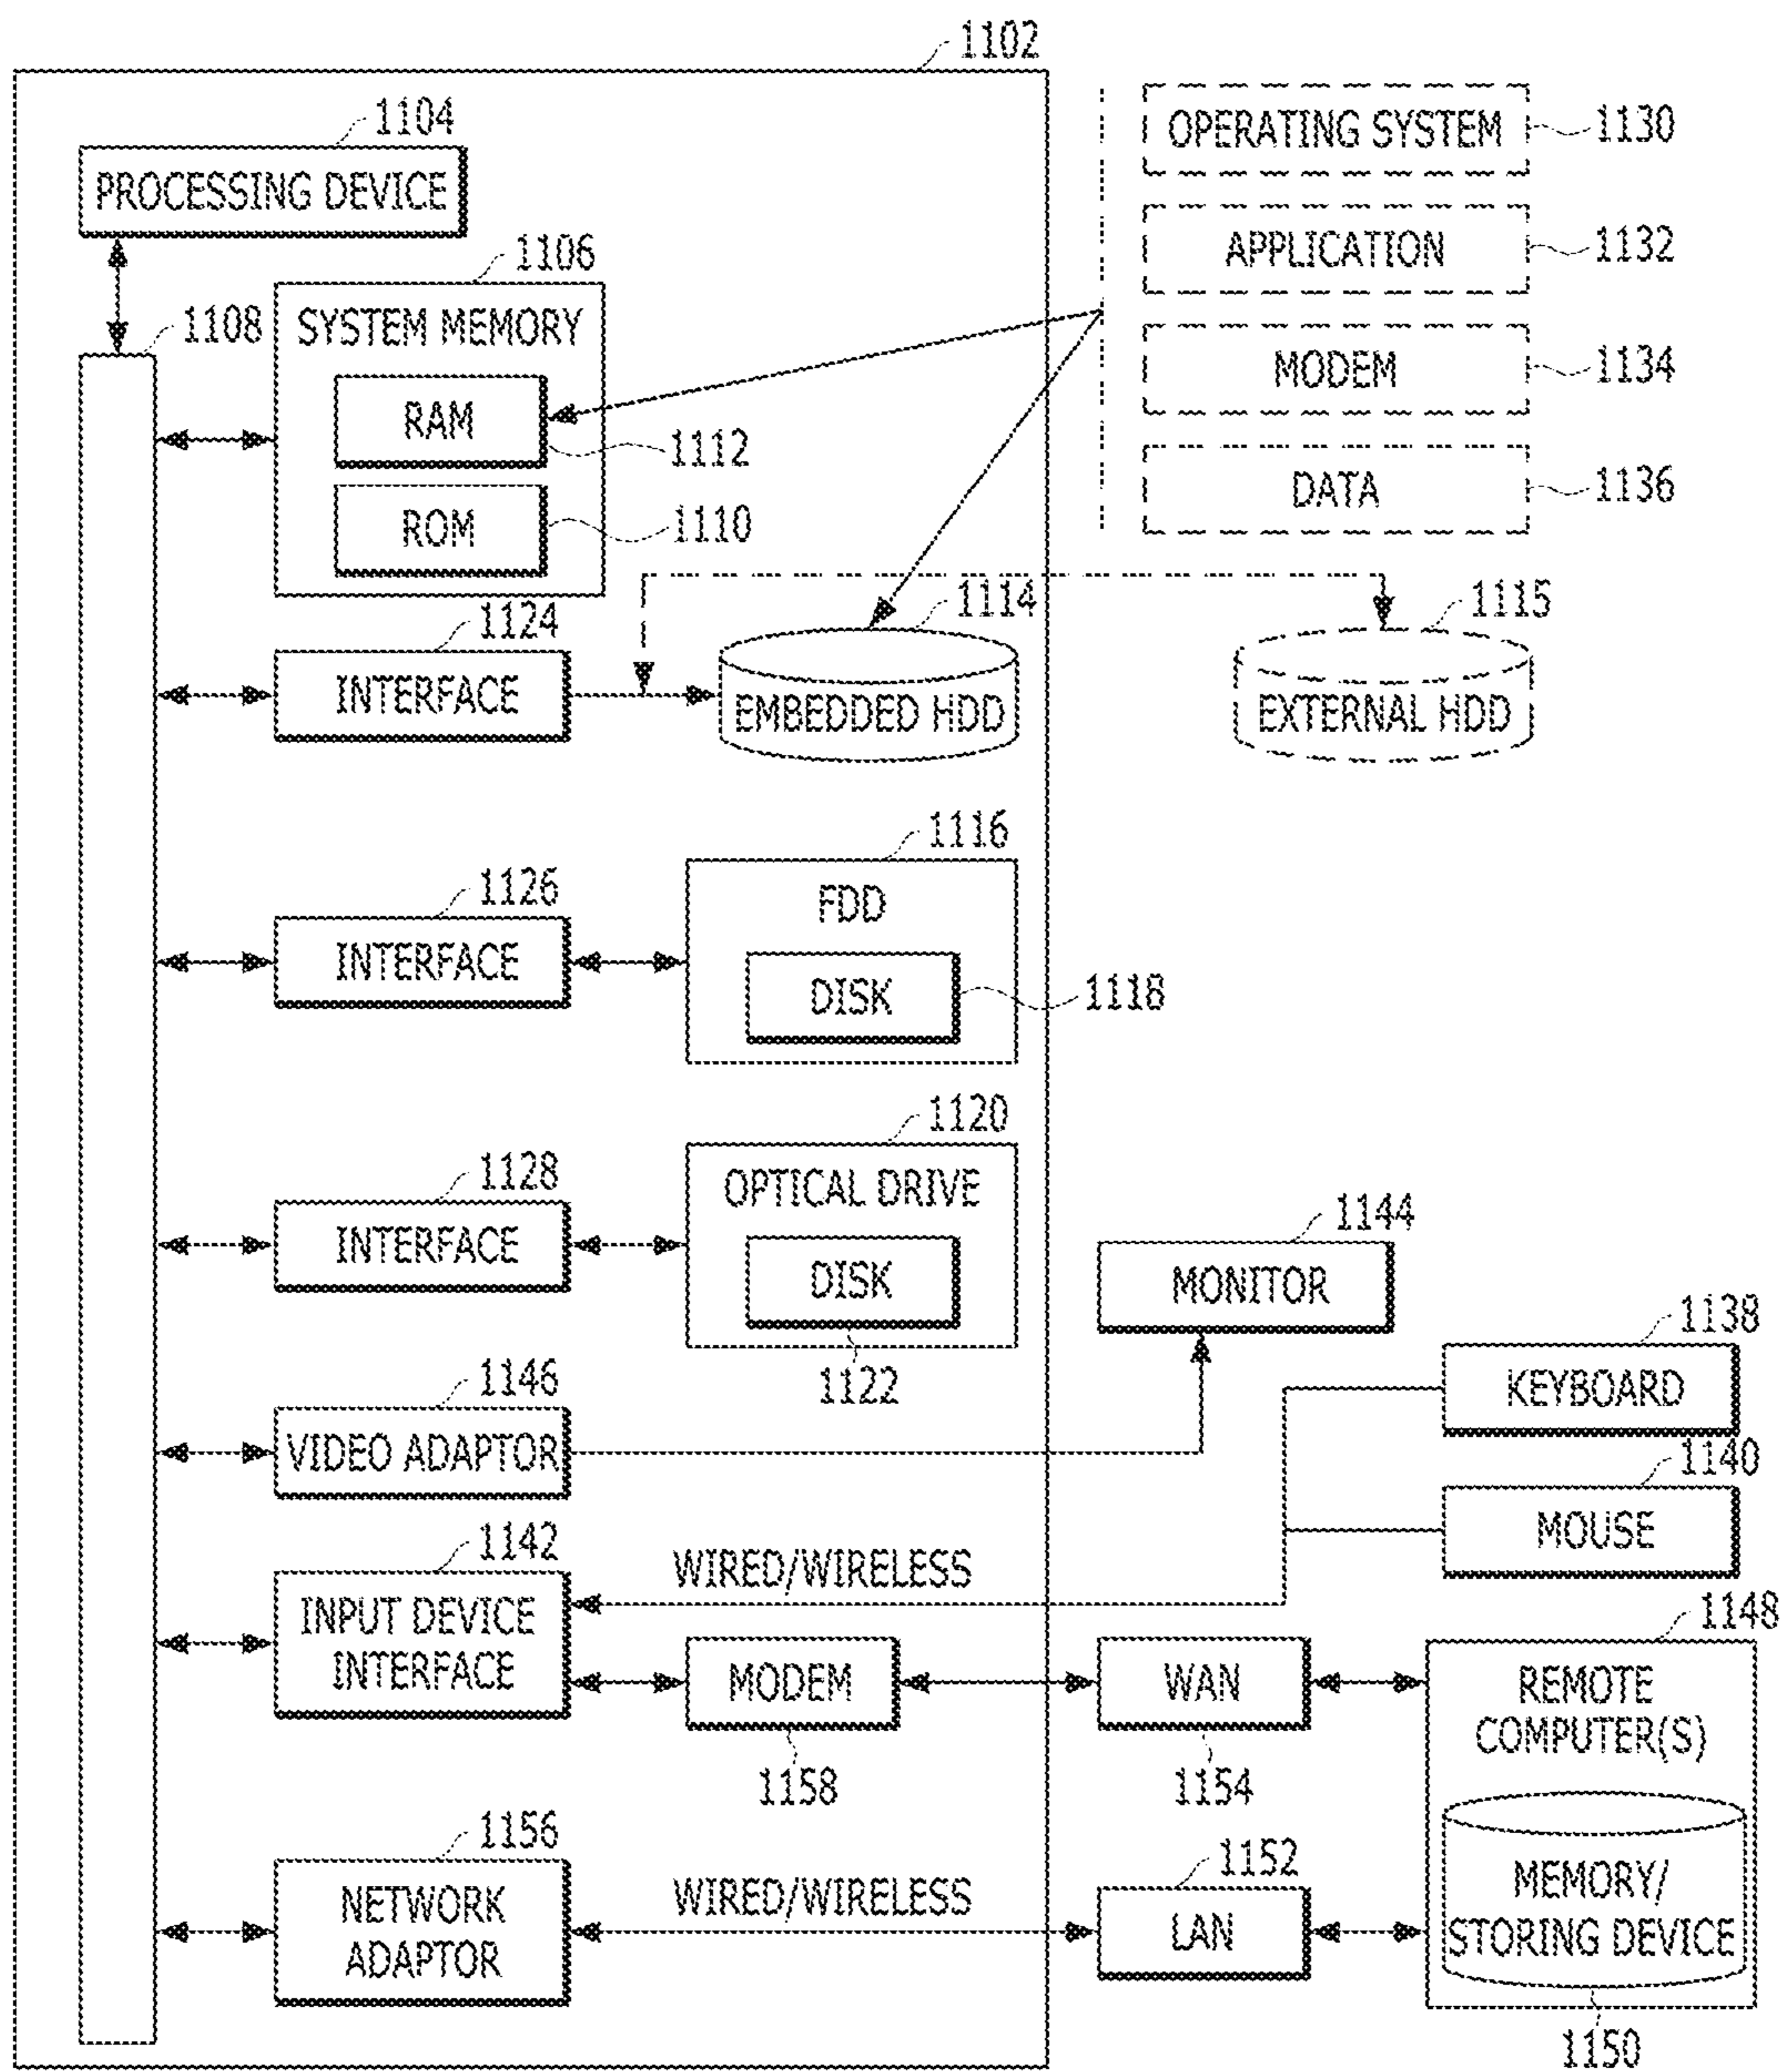 1102
1104
PROCESSING DEVICE
OPERATING SYSTEM
1130
1106
SYSTEM MEMORY
APPLICATION
1132
1108
RAM
1112
MODEM
1134
ROM
1110
DATA
1136
1124
INTERFACE
1114
EMBEDDED HDD
1115
EXTERNAL HDD
1116
FDD
1126
INTERFACE
DISK
1118
1120
OPTICAL DRIVE
1128
INTERFACE
DISK
1122
1144
MONITOR
1138
KEYBOARD
1146
VIDEO ADAPTOR
1140
MOUSE
1142
INPUT DEVICE
INTERFACE
WIRED/WIRELESS
MODEM
1158
WAN
1154
1148
REMOTE
COMPUTER(S)
1156
NETWORK
ADAPTOR
WIRED/WIRELESS
1152
LAN
MEMORY/
STORING DEVICE
1150